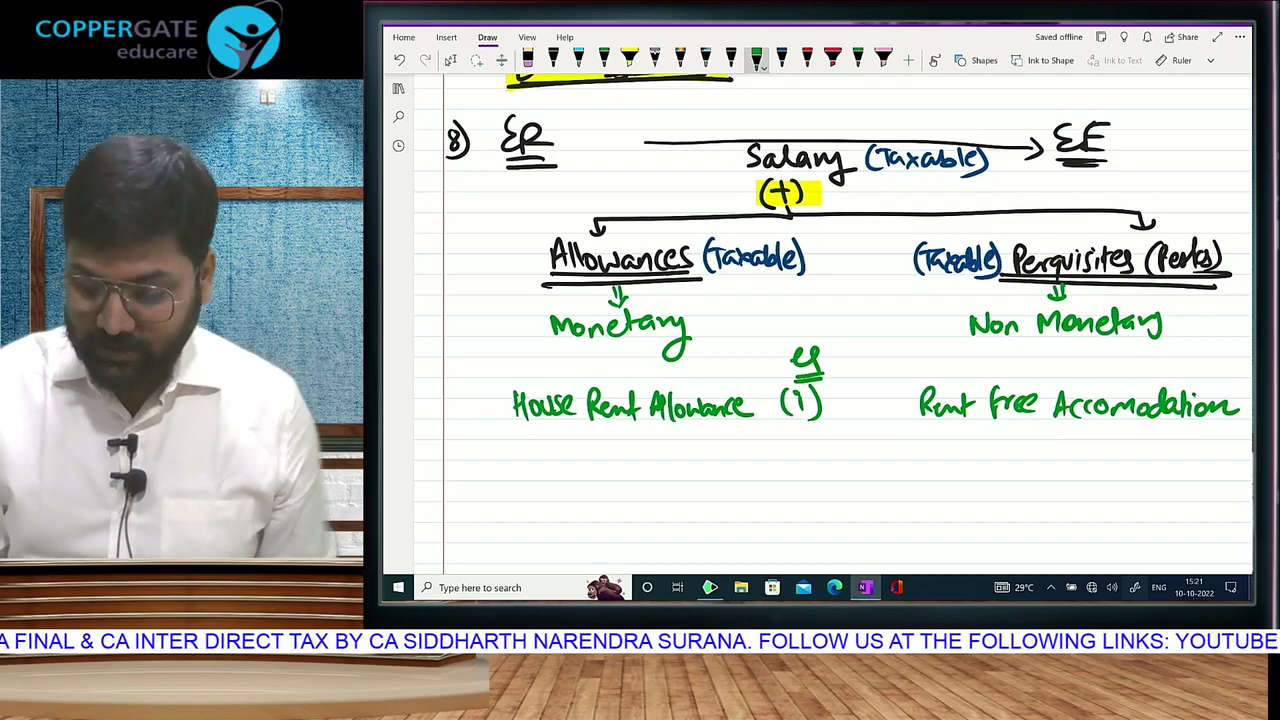 COPPERGATE
educare
Home Insert Draw View Help
Saved offline
Share
Shapes
Ink to Shape
Ink to Text
Ruler
8) ER EE
Salary (Taxable)
(+)
Allowances (Taxable)
(Taxable) Perquisites (Perks)
Monetary
Non Monetary
eg
House Rent Allowance (i) Rent free Accomodation
Type here to search
29°C
ENG
15:21
10-10-2022
A FINAL & CA INTER DIRECT TAX BY CA SIDDHARTH NARENDRA SURANA. FOLLOW US AT THE FOLLOWING LINKS: YOUTUBE